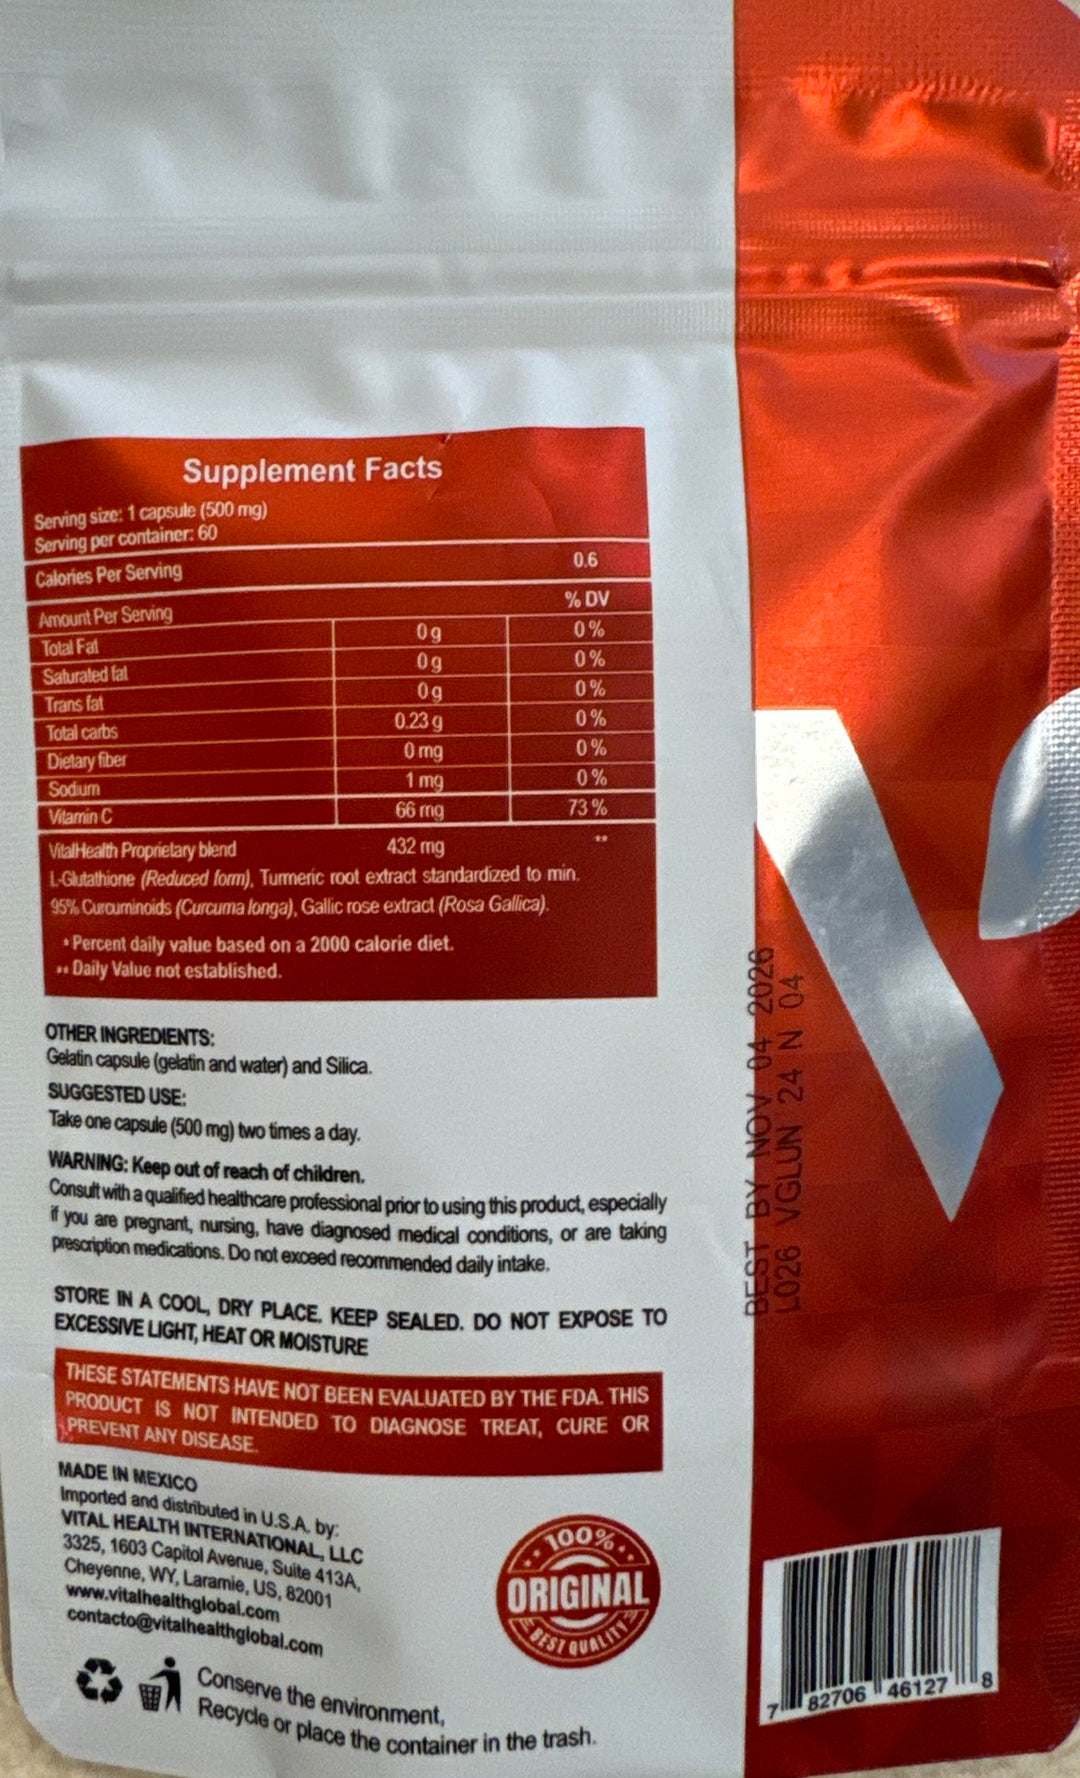 Supplement Facts
Serving size: 1 capsule (500 mg)
Serving per container: 60
Calories Per Serving 0.6
Amount Per Serving % DV
Total Fat 0 g 0 %
Saturated fat 0 g 0 %
Trans fat 0 g 0 %
Total carbs 0.23 g 0 %
Dietary fiber 0 mg 0 %
Sodium 1 mg 0 %
Vitamin C 66 mg 73 %
VitalHealth Proprietary blend 432 mg **
L-Glutathione (Reduced form), Turmeric root extract standardized to min.
95% Curcuminoids (Curcuma longa), Gallic rose extract (Rosa Gallica).
* Percent daily value based on a 2000 calorie diet.
** Daily Value not established.
OTHER INGREDIENTS:
Gelatin capsule (gelatin and water) and Silica.
SUGGESTED USE:
Take one capsule (500 mg) two times a day.
WARNING: Keep out of reach of children.
Consult with a qualified healthcare professional prior to using this product, especially
if you are pregnant, nursing, have diagnosed medical conditions, or are taking
prescription medications. Do not exceed recommended daily intake.
STORE IN A COOL, DRY PLACE. KEEP SEALED. DO NOT EXPOSE TO
EXCESSIVE LIGHT, HEAT OR MOISTURE
THESE STATEMENTS HAVE NOT BEEN EVALUATED BY THE FDA. THIS
PRODUCT IS NOT INTENDED TO DIAGNOSE TREAT, CURE OR
PREVENT ANY DISEASE.
MADE IN MEXICO
Imported and distributed in U.S.A. by:
VITAL HEALTH INTERNATIONAL, LLC
3325, 1603 Capitol Avenue, Suite 413A,
Cheyenne, WY, Laramie, US, 82001
www.vitalhealthglobal.com
contacto@vitalhealthglobal.com
Conserve the environment,
Recycle or place the container in the trash.
100%
ORIGINAL
BEST QUALITY
BEST BY NOV 04 2026
L026 VGLUN 24 N 04
7 82706 46127 8